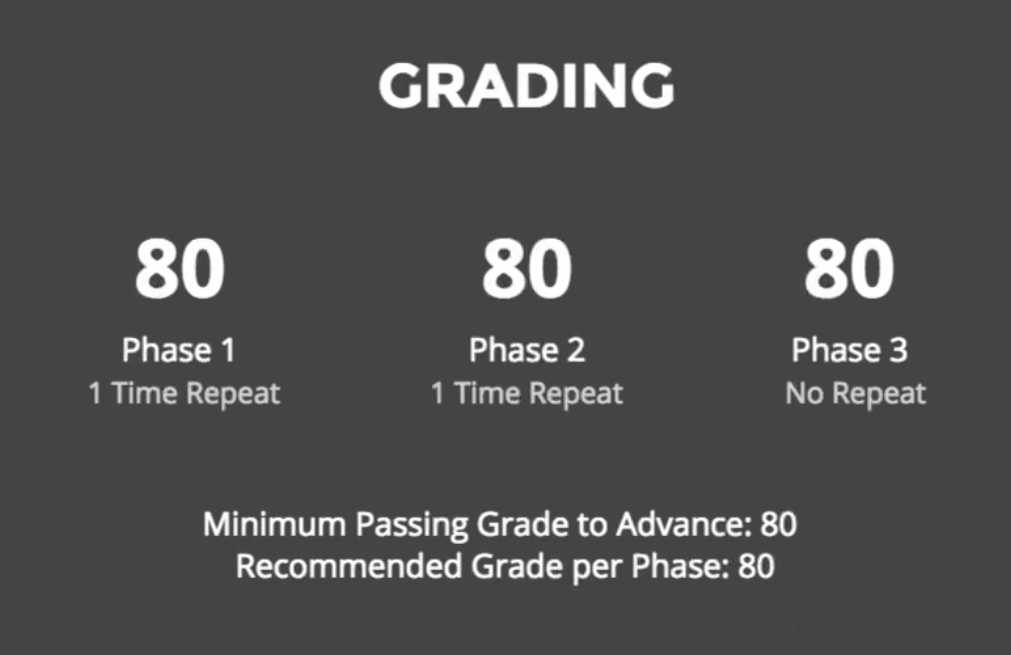 GRADING
80 80 80
Phase 1 Phase 2 Phase 3
1 Time Repeat 1 Time Repeat No Repeat
Minimum Passing Grade to Advance: 80
Recommended Grade per Phase: 80